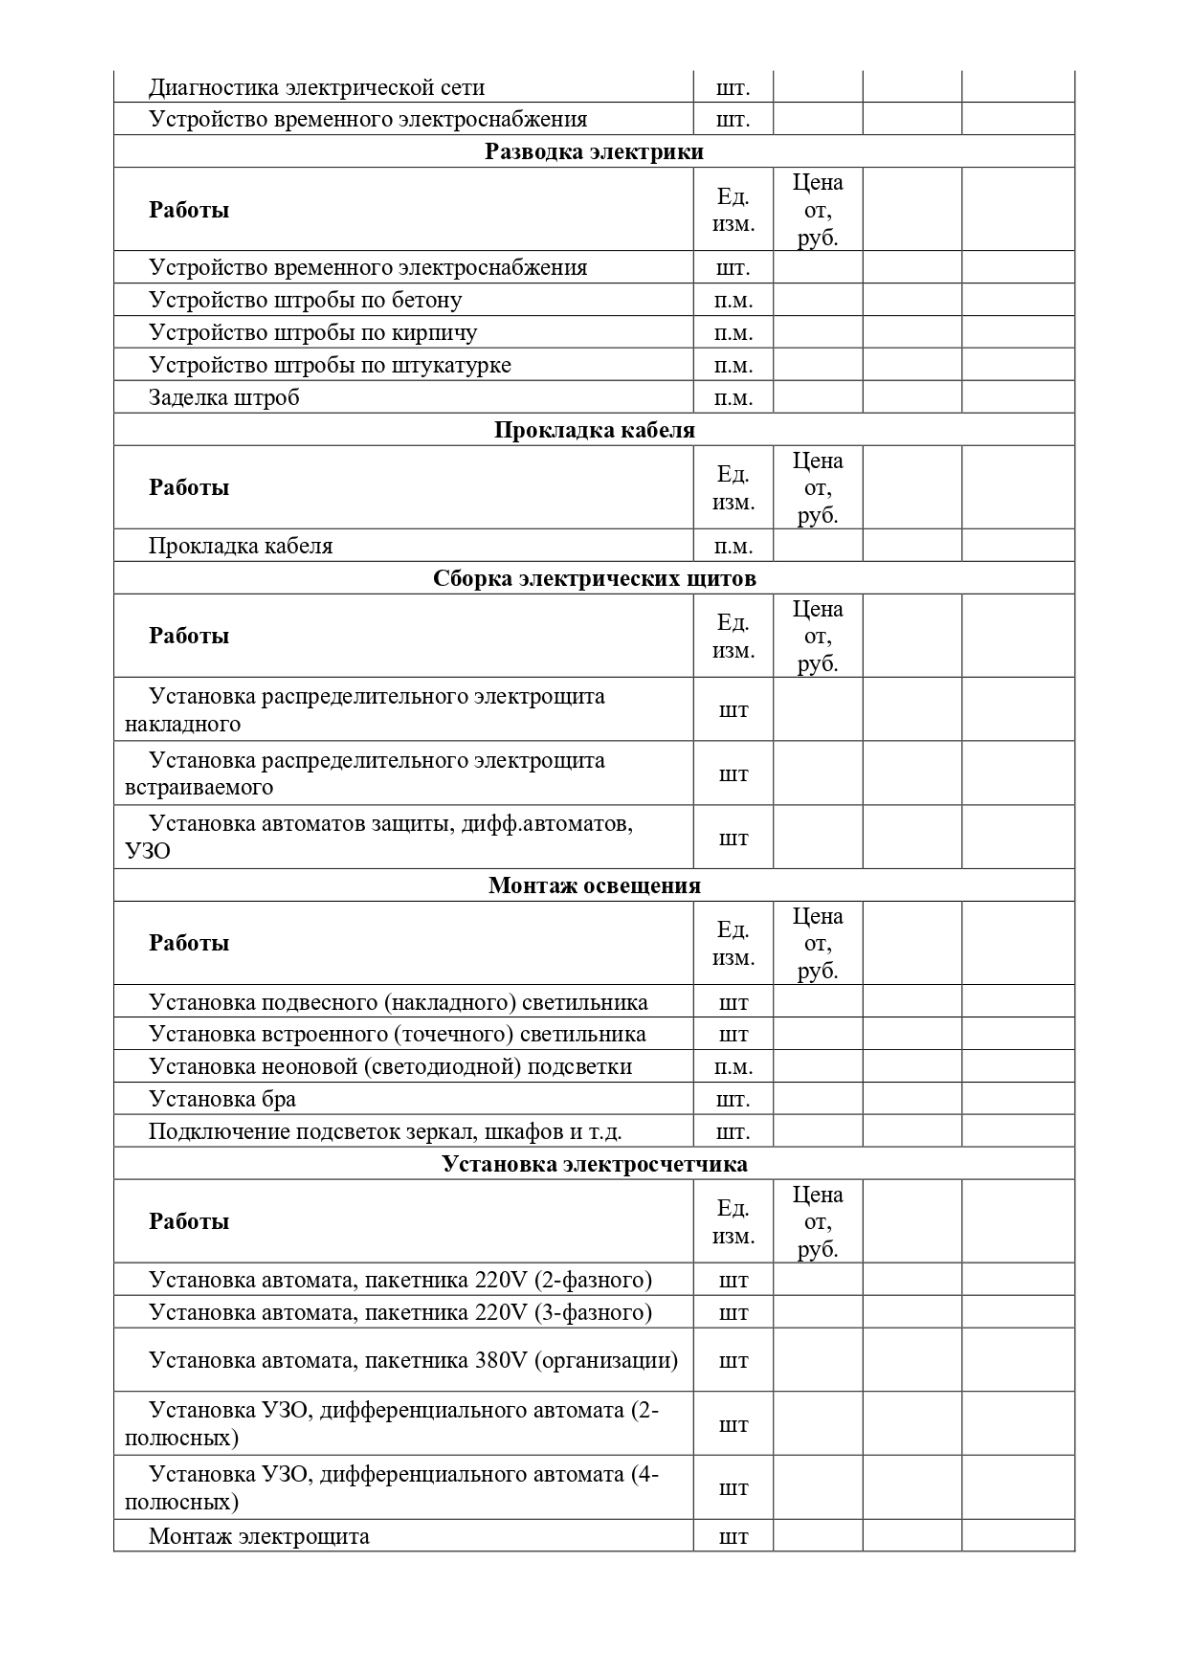 Диагностика электрической сети шт.
Устройство временного электроснабжения шт.
Разводка электрики
Работы Ед. изм. Цена от, руб.
Устройство временного электроснабжения шт.
Устройство штробы по бетону п.м.
Устройство штробы по кирпичу п.м.
Устройство штробы по штукатурке п.м.
Заделка штроб п.м.
Прокладка кабеля
Работы Ед. изм. Цена от, руб.
Прокладка кабеля п.м.
Сборка электрических щитов
Работы Ед. изм. Цена от, руб.
Установка распределительного электрощита
накладного шт
Установка распределительного электрощита
встраиваемого шт
Установка автоматов защиты, дифф.автоматов,
УЗО шт
Монтаж освещения
Работы Ед. изм. Цена от, руб.
Установка подвесного (накладного) светильника шт
Установка встроенного (точечного) светильника шт
Установка неоновой (светодиодной) подсветки п.м.
Установка бра шт.
Подключение подсветок зеркал, шкафов и т.д. шт.
Установка электросчетчика
Работы Ед. изм. Цена от, руб.
Установка автомата, пакетника 220V (2-фазного) шт
Установка автомата, пакетника 220V (3-фазного) шт
Установка автомата, пакетника 380V (организации) шт
Установка УЗО, дифференциального автомата (2-
полюсных) шт
Установка УЗО, дифференциального автомата (4-
полюсных) шт
Монтаж электрощита шт